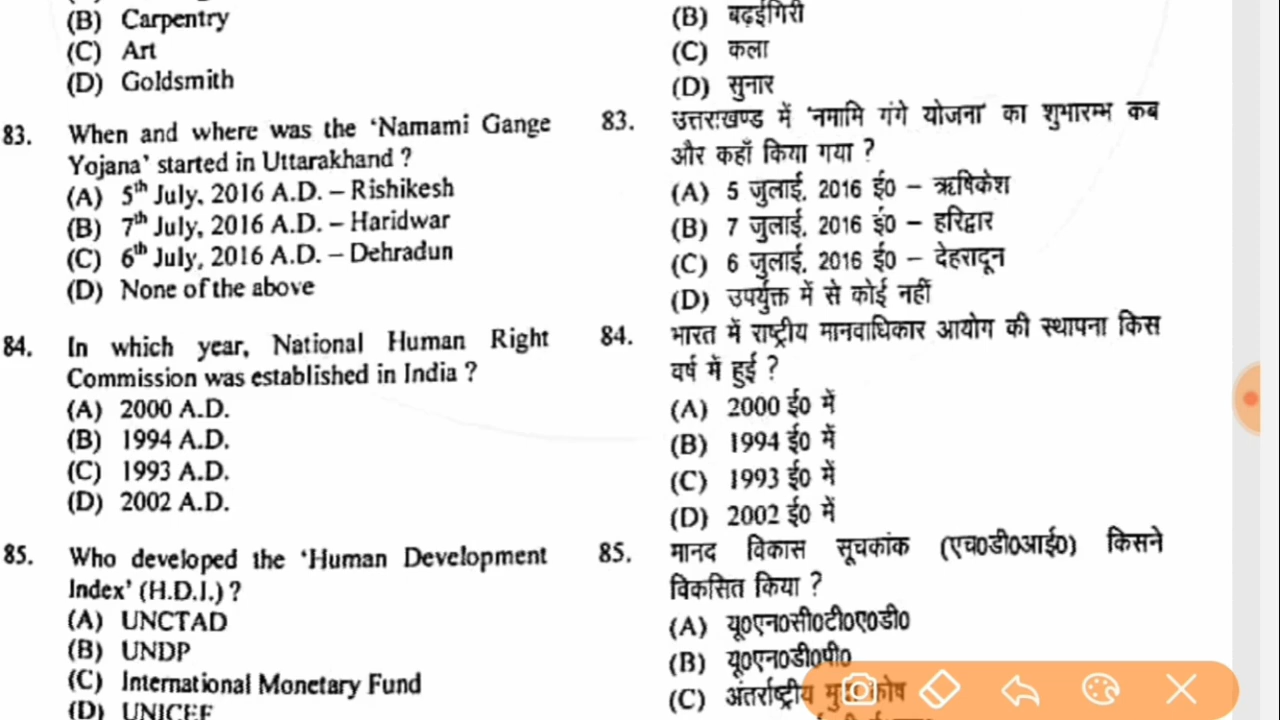 (B) Carpentry
(C) Art
(D) Goldsmith
83. When and where was the ‘Namami Gange
Yojana’ started in Uttarakhand ?
(A) 5th July, 2016 A.D. – Rishikesh
(B) 7th July, 2016 A.D. – Haridwar
(C) 6th July, 2016 A.D. – Dehradun
(D) None of the above
84. In which year, National Human Right
Commission was established in India ?
(A) 2000 A.D.
(B) 1994 A.D.
(C) 1993 A.D.
(D) 2002 A.D.
85. Who developed the ‘Human Development
Index’ (H.D.I.) ?
(A) UNCTAD
(B) UNDP
(C) International Monetary Fund
(D) UNICEF
(B) बढ़ईगिरी
(C) कला
(D) सुनार
83. उत्तराखण्ड में ‘नमामि गंगे योजना’ का शुभारम्भ कब
और कहाँ किया गया ?
(A) 5 जुलाई, 2016 ई0 – ऋषिकेश
(B) 7 जुलाई, 2016 ई0 – हरिद्वार
(C) 6 जुलाई, 2016 ई0 – देहरादून
(D) उपर्युक्त में से कोई नहीं
84. भारत में राष्ट्रीय मानवाधिकार आयोग की स्थापना किस
वर्ष में हुई ?
(A) 2000 ई0 में
(B) 1994 ई0 में
(C) 1993 ई0 में
(D) 2002 ई0 में
85. मानद विकास सूचकांक (एच0डी0आई0) किसने
विकसित किया ?
(A) यू0एन0सी0टी0ए0डी0
(B) यू0एन0डी0पी0
(C) अंतर्राष्ट्रीय मुद्रा कोष